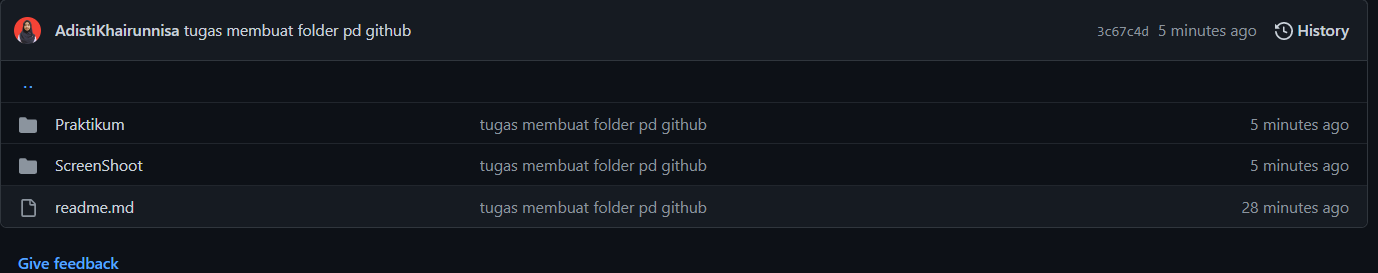 AdistiKhairunnisa tugas membuat folder pd github 3c67c4d 5 minutes ago History
..
Praktikum tugas membuat folder pd github 5 minutes ago
ScreenShoot tugas membuat folder pd github 5 minutes ago
readme.md tugas membuat folder pd github 28 minutes ago
Give feedback